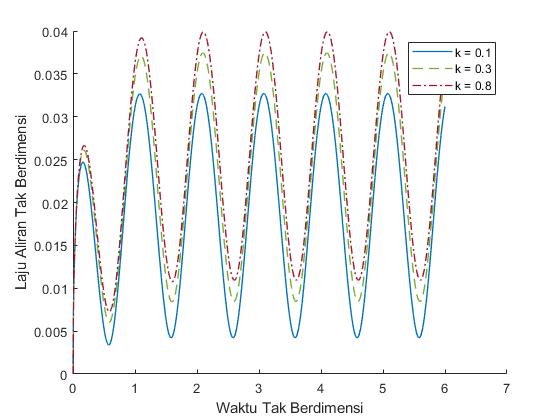 0.04
0.035
0.03
0.025
0.02
0.015
0.01
0.005
0
Laju Aliran Tak Berdimensi
k = 0.1
k = 0.3
k = 0.8
0 1 2 3 4 5 6 7
Waktu Tak Berdimensi